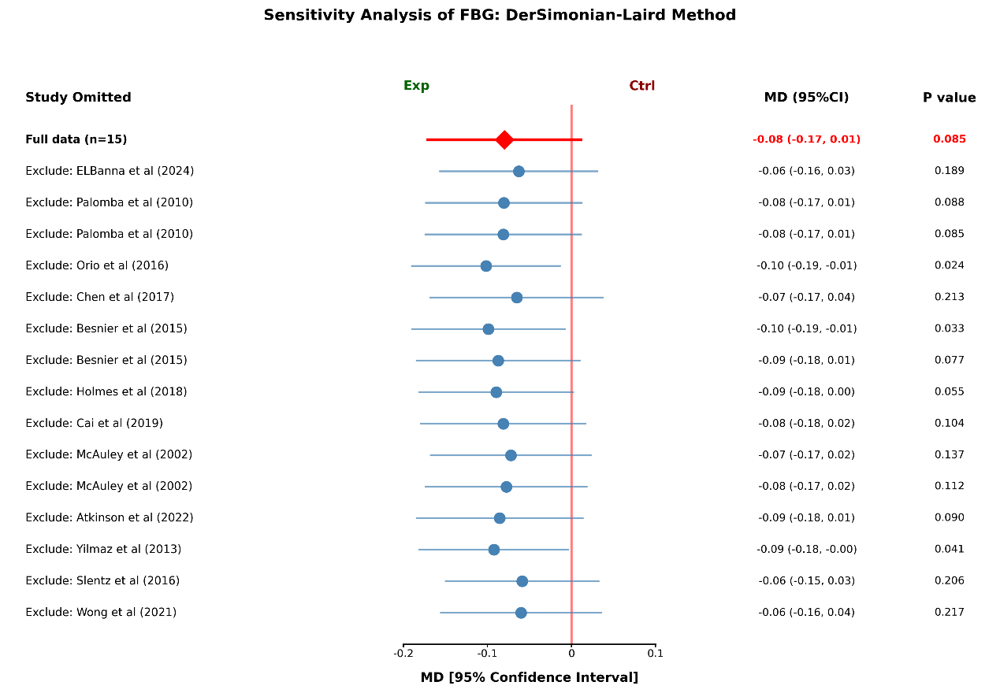 Sensitivity Analysis of FBG: DerSimonian-Laird Method
Exp Ctrl
Study Omitted MD (95%CI) P value
Full data (n=15) -0.08 (-0.17, 0.01) 0.085
Exclude: ELBanna et al (2024) -0.06 (-0.16, 0.03) 0.189
Exclude: Palomba et al (2010) -0.08 (-0.17, 0.01) 0.088
Exclude: Palomba et al (2010) -0.08 (-0.17, 0.01) 0.085
Exclude: Orio et al (2016) -0.10 (-0.19, -0.01) 0.024
Exclude: Chen et al (2017) -0.07 (-0.17, 0.04) 0.213
Exclude: Besnier et al (2015) -0.10 (-0.19, -0.01) 0.033
Exclude: Besnier et al (2015) -0.09 (-0.18, 0.01) 0.077
Exclude: Holmes et al (2018) -0.09 (-0.18, 0.00) 0.055
Exclude: Cai et al (2019) -0.08 (-0.18, 0.02) 0.104
Exclude: McAuley et al (2002) -0.07 (-0.17, 0.02) 0.137
Exclude: McAuley et al (2002) -0.08 (-0.17, 0.02) 0.112
Exclude: Atkinson et al (2022) -0.09 (-0.18, 0.01) 0.090
Exclude: Yilmaz et al (2013) -0.09 (-0.18, -0.00) 0.041
Exclude: Slentz et al (2016) -0.06 (-0.15, 0.03) 0.206
Exclude: Wong et al (2021) -0.06 (-0.16, 0.04) 0.217
-0.2 -0.1 0 0.1
MD [95% Confidence Interval]